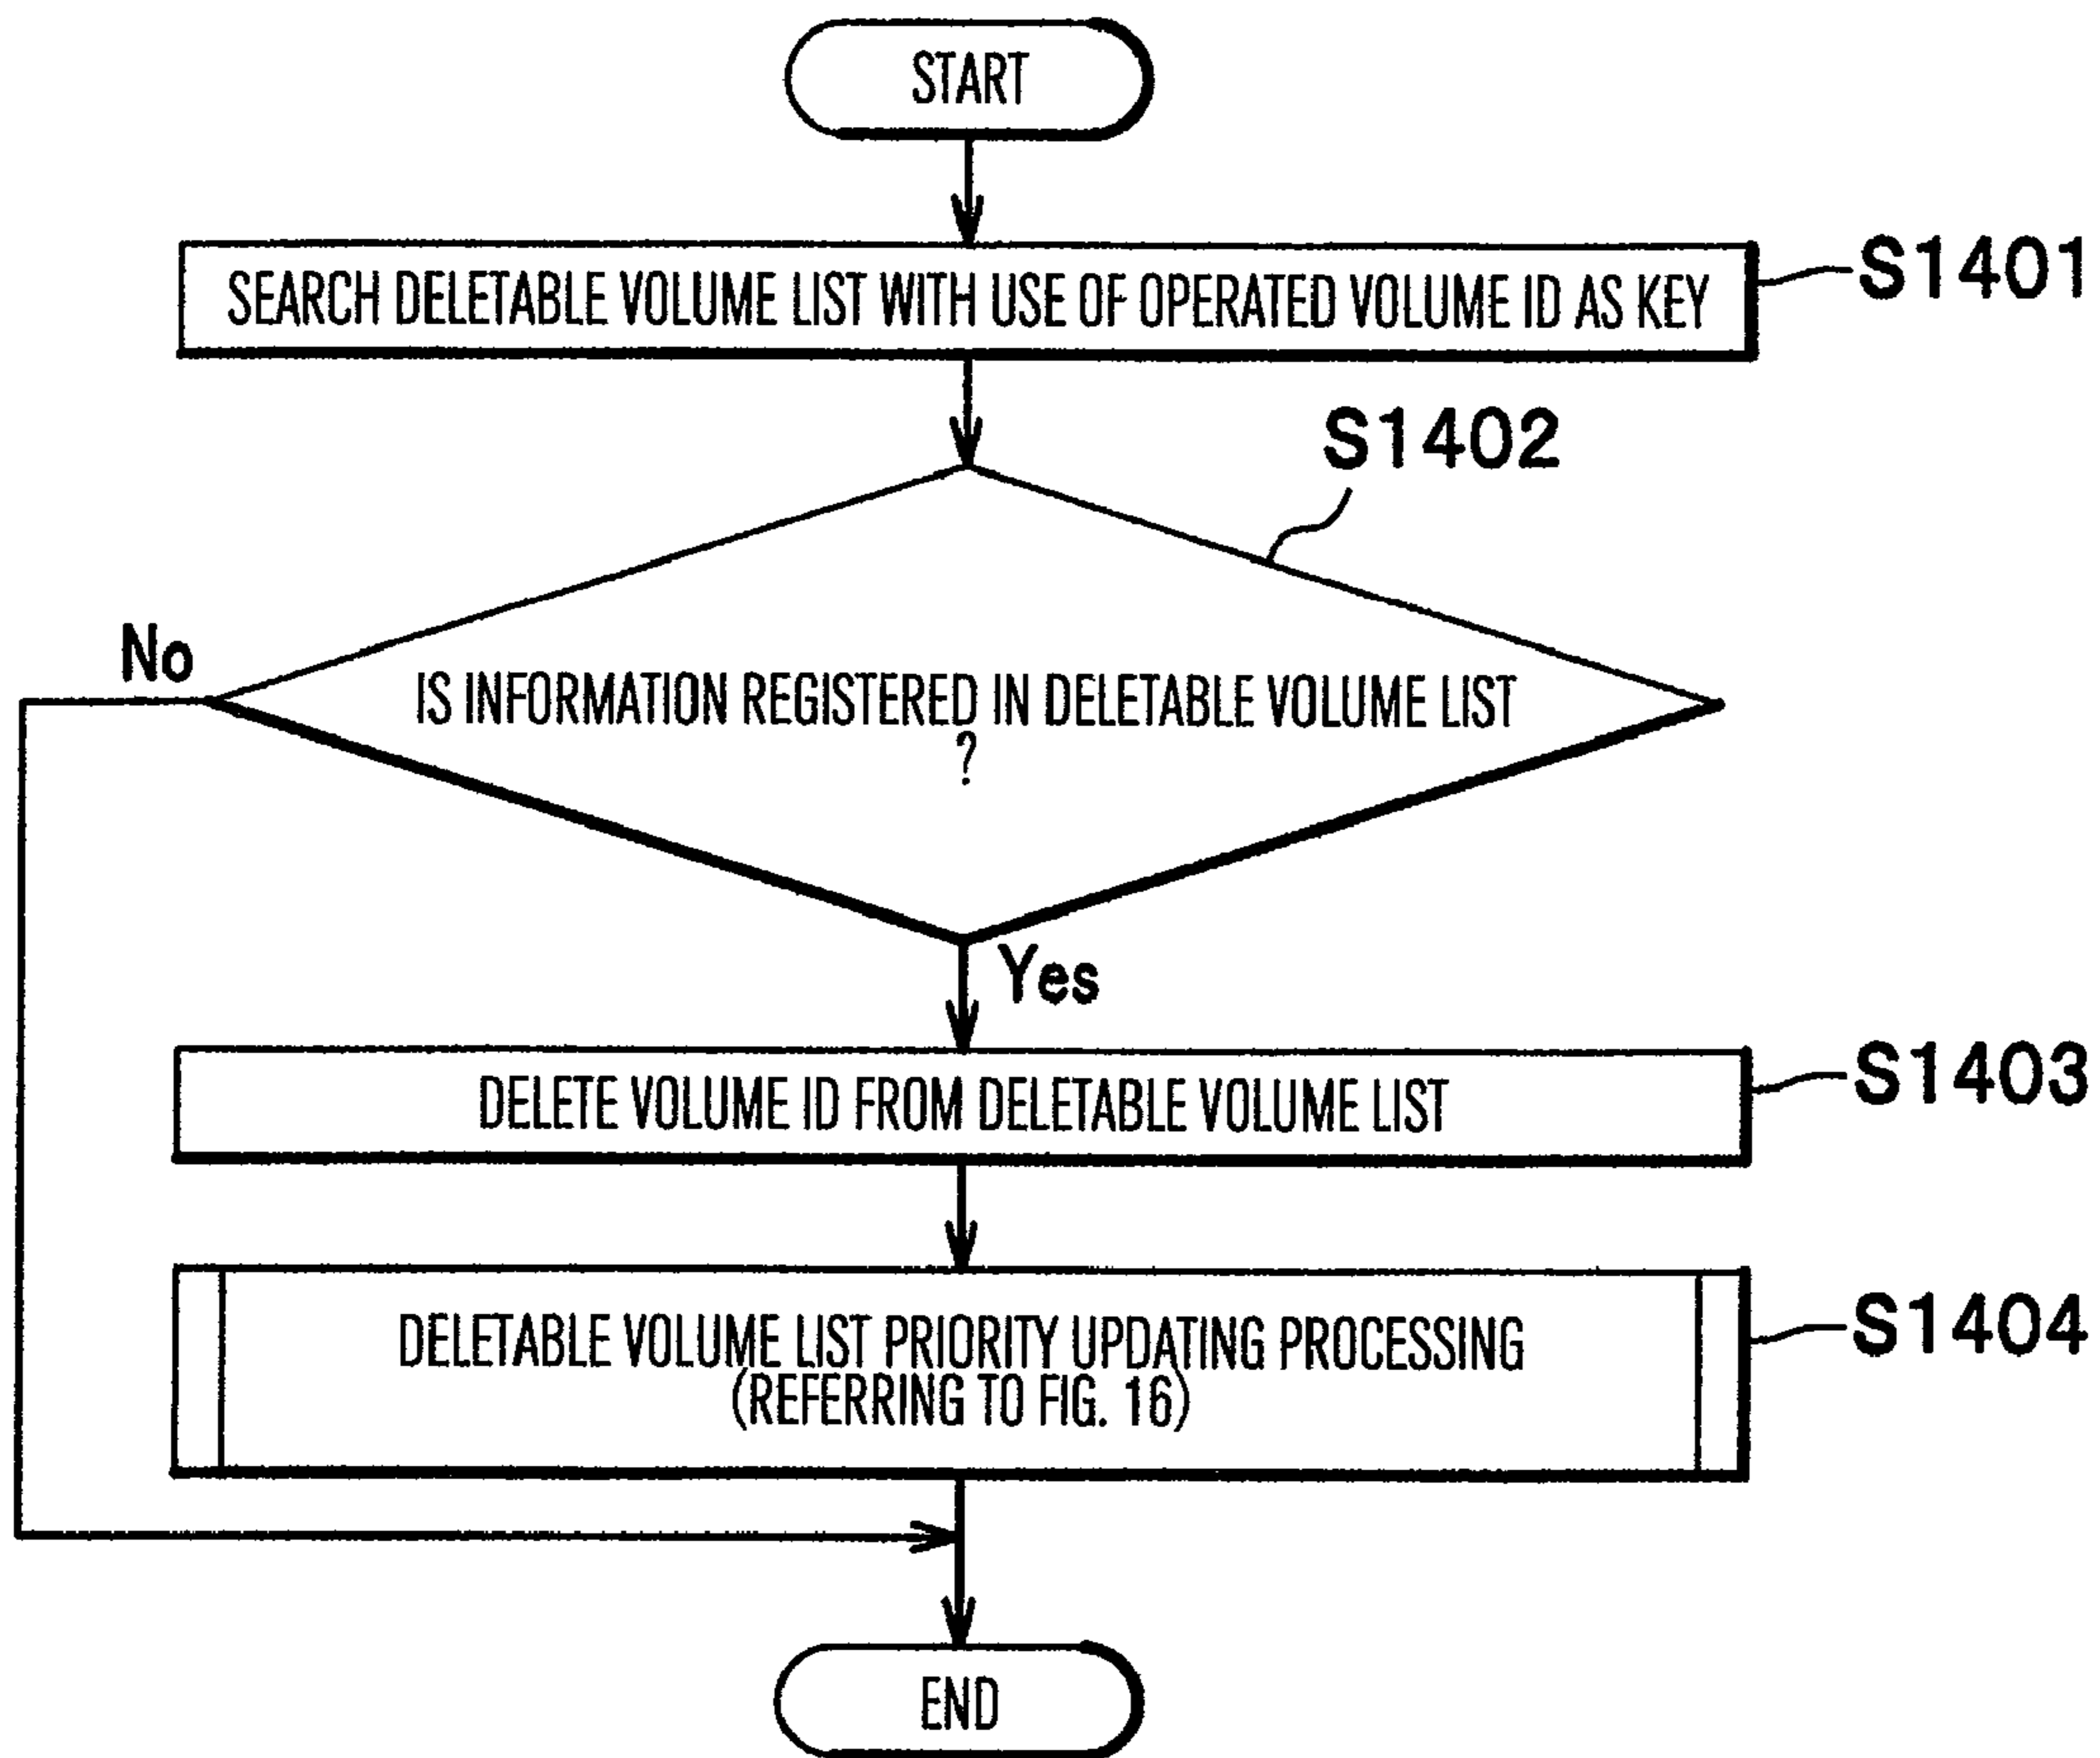 START
SEARCH DELETABLE VOLUME LIST WITH USE OF OPERATED VOLUME ID AS KEY
S1401
S1402
No
IS INFORMATION REGISTERED IN DELETABLE VOLUME LIST
?
Yes
DELETE VOLUME ID FROM DELETABLE VOLUME LIST
S1403
DELETABLE VOLUME LIST PRIORITY UPDATING PROCESSING
(REFERRING TO FIG. 16)
S1404
END